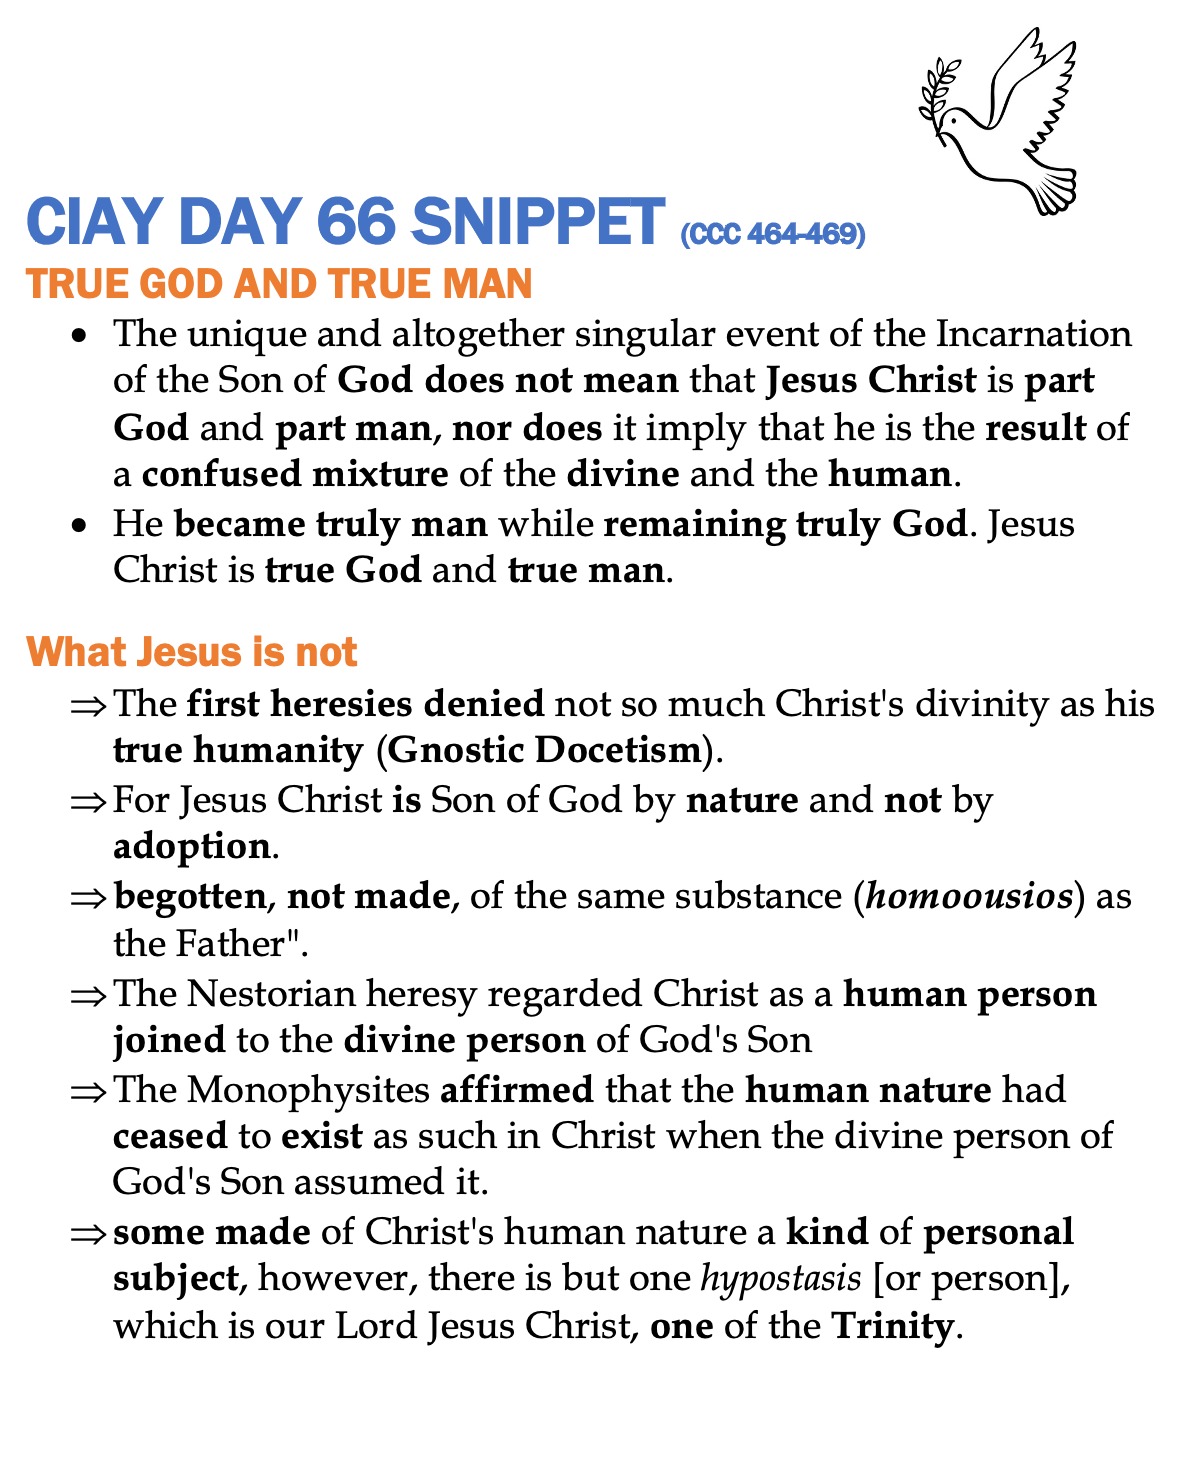 CIAY DAY 66 SNIPPET (CCC 464-469)
TRUE GOD AND TRUE MAN
• The unique and altogether singular event of the Incarnation
of the Son of God does not mean that Jesus Christ is part
God and part man, nor does it imply that he is the result of
a confused mixture of the divine and the human.
• He became truly man while remaining truly God. Jesus
Christ is true God and true man.
What Jesus is not
⇒ The first heresies denied not so much Christ's divinity as his
true humanity (Gnostic Docetism).
⇒ For Jesus Christ is Son of God by nature and not by
adoption.
⇒ begotten, not made, of the same substance (homoousios) as
the Father".
⇒ The Nestorian heresy regarded Christ as a human person
joined to the divine person of God's Son
⇒ The Monophysites affirmed that the human nature had
ceased to exist as such in Christ when the divine person of
God's Son assumed it.
⇒ some made of Christ's human nature a kind of personal
subject, however, there is but one hypostasis [or person],
which is our Lord Jesus Christ, one of the Trinity.